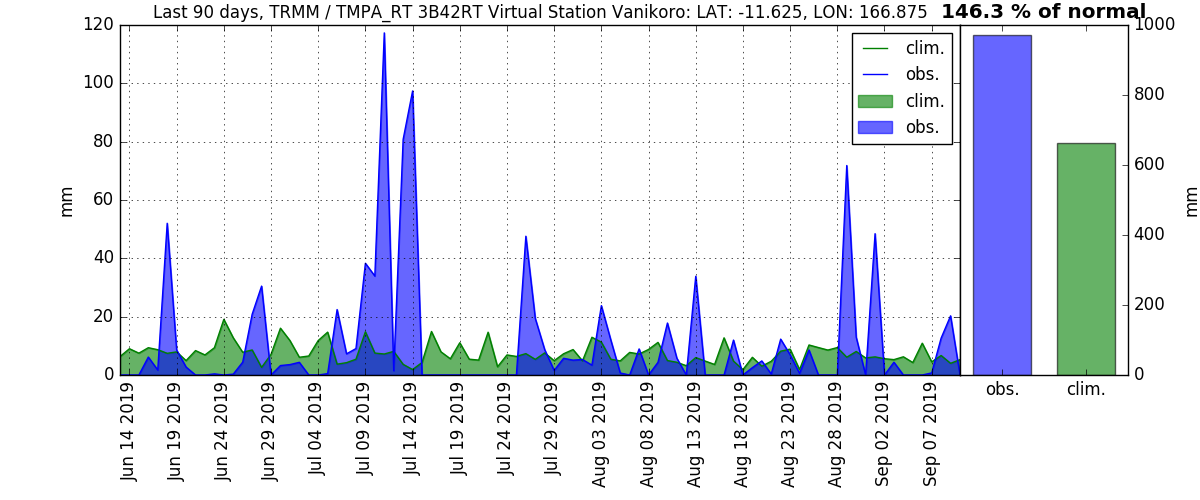 Last 90 days, TRMM / TMPA_RT 3B42RT Virtual Station Vanikoro: LAT: -11.625, LON: 166.875 146.3 % of normal
120
100
80
60
40
20
0
mm
clim.
obs.
clim.
obs.
Jun 14 2019
Jun 19 2019
Jun 24 2019
Jun 29 2019
Jul 04 2019
Jul 09 2019
Jul 14 2019
Jul 19 2019
Jul 24 2019
Jul 29 2019
Aug 03 2019
Aug 08 2019
Aug 13 2019
Aug 18 2019
Aug 23 2019
Aug 28 2019
Sep 02 2019
Sep 07 2019
1000
800
600
400
200
0
mm
obs.
clim.